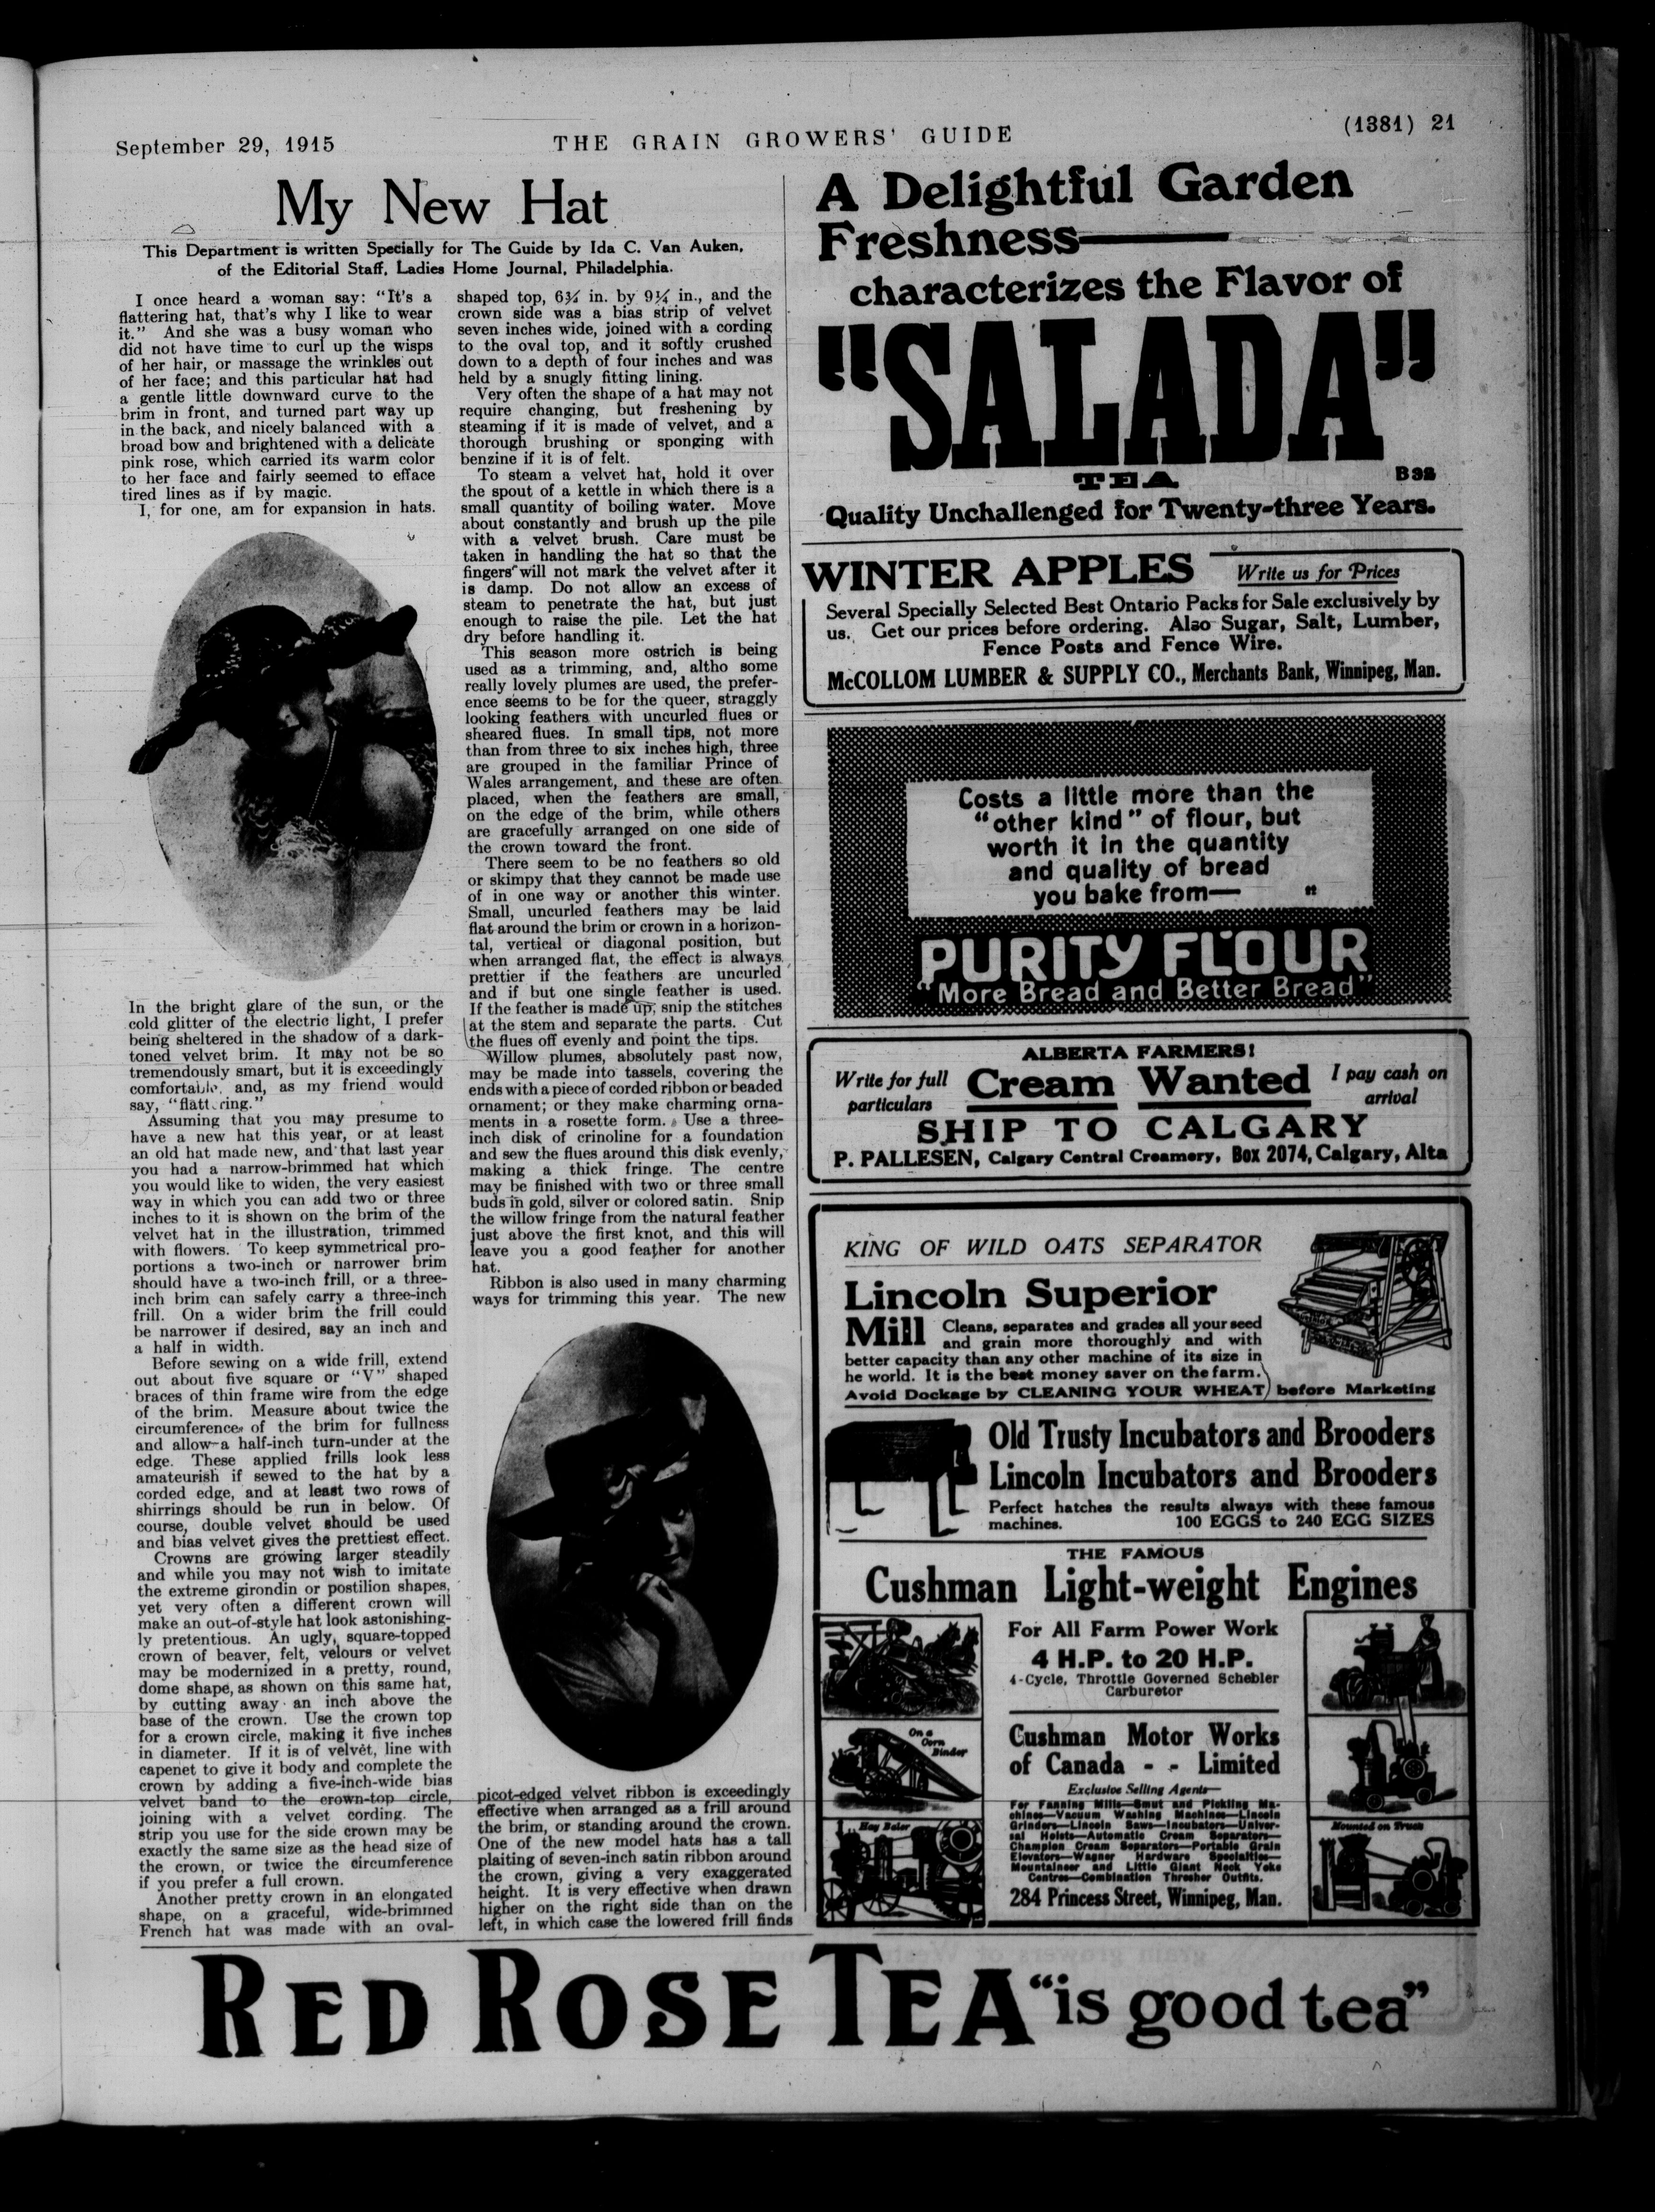 September 29, 1915
THE GRAIN GROWERS' GUIDE
(1381) 21
My New Hat
This Department is written Specially for The Guide by Ida C. Van Auken,
of the Editorial Staff, Ladies Home Journal, Philadelphia.
I once heard a woman say: "It's a
flattering hat, that's why I like to wear
it." And she was a busy woman who
did not have time to curl up the wisps
of her hair, or massage the wrinkles out
of her face; and this particular hat had
a gentle little downward curve to the
brim in front, and turned part way up
in the back, and nicely balanced with a
broad bow and brightened with a delicate
pink rose, which carried its warm color
to her face and fairly seemed to efface
tired lines as if by magic.
I, for one, am for expansion in hats.
In the bright glare of the sun, or the
cold glitter of the electric light, I prefer
being sheltered in the shadow of a dark-
toned velvet brim. It may not be so
tremendously smart, but it is exceedingly
comfortable, and, as my friend would
say, "flattering."
Assuming that you may presume to
have a new hat this year, or at least
an old hat made new, and that last year
you had a narrow-brimmed hat which
you would like to widen, the very easiest
way in which you can add two or three
inches to it is shown on the brim of the
velvet hat in the illustration, trimmed
with flowers. To keep symmetrical pro-
portions a two-inch or narrower brim
should have a two-inch frill, or a three-
inch brim can safely carry a three-inch
frill. On a wider brim the frill could
be narrower if desired, say an inch and
a half in width.
Before sewing on a wide frill, extend
out about five square or "V" shaped
braces of thin frame wire from the edge
of the brim. Measure about twice the
circumference of the brim for fullness
and allow a half-inch turn-under at the
edge. These applied frills look less
amateurish if sewed to the hat by a
corded edge, and at least two rows of
shirrings should be run in below. Of
course, double velvet should be used
and bias velvet gives the prettiest effect.
Crowns are growing larger steadily
and while you may not wish to imitate
the extreme girondin or postilion shapes,
yet very often a different crown will
make an out-of-style hat look astonishing-
ly pretentious. An ugly, square-topped
crown of beaver, felt, velours or velvet
may be modernized in a pretty, round,
dome shape, as shown on this same hat,
by cutting away an inch above the
base of the crown. Use the crown top
for a crown circle, making it five inches
in diameter. If it is of velvet, line with
capenet to give it body and complete the
crown by adding a five-inch-wide bias
velvet band to the crown-top circle,
joining with a velvet cording. The
strip you use for the side crown may be
exactly the same size as the head size of
the crown, or twice the circumference
if you prefer a full crown.
Another pretty crown in an elongated
shape, on a graceful, wide-brimmed
French hat was made with an oval-
shaped top, 6¾ in. by 9¼ in., and the
crown side was a bias strip of velvet
seven inches wide, joined with a cording
to the oval top, and it softly crushed
down to a depth of four inches and was
held by a snugly fitting lining.
Very often the shape of a hat may not
require changing, but freshening by
steaming if it is made of velvet, and a
thorough brushing or sponging with
benzine if it is of felt.
To steam a velvet hat, hold it over
the spout of a kettle in which there is a
small quantity of boiling water. Move
about constantly and brush up the pile
with a velvet brush. Care must be
taken in handling the hat so that the
fingers will not mark the velvet after it
is damp. Do not allow an excess of
steam to penetrate the hat, but just
enough to raise the pile. Let the hat
dry before handling it.
This season more ostrich is being
used as a trimming, and, altho some
really lovely plumes are used, the prefer-
ence seems to be for the queer, straggly
looking feathers with uncurled flues or
sheared flues. In small tips, not more
than from three to six inches high, three
are grouped in the familiar Prince of
Wales arrangement, and these are often
placed, when the feathers are small,
on the edge of the brim, while others
are gracefully arranged on one side of
the crown toward the front.
There seem to be no feathers so old
or skimpy that they cannot be made use
of in one way or another this winter.
Small, uncurled feathers may be laid
flat around the brim or crown in a horizon-
tal, vertical or diagonal position, but
when arranged flat, the effect is always
prettier if the feathers are uncurled
and if but one single feather is used.
If the feather is made up, snip the stitches
at the stem and separate the parts. Cut
the flues off evenly and point the tips.
Willow plumes, absolutely past now,
may be made into tassels, covering the
ends with a piece of corded ribbon or beaded
ornament; or they make charming orna-
ments in a rosette form. Use a three-
inch disk of crinoline for a foundation
and sew the flues around this disk evenly,
making a thick fringe. The centre
may be finished with two or three small
buds in gold, silver or colored satin. Snip
the willow fringe from the natural feather
just above the first knot, and this will
leave you a good feather for another
hat.
Ribbon is also used in many charming
ways for trimming this year. The new
picot-edged velvet ribbon is exceedingly
effective when arranged as a frill around
the brim, or standing around the crown.
One of the new model hats has a tall
plaiting of seven-inch satin ribbon around
the crown, giving a very exaggerated
height. It is very effective when drawn
higher on the right side than on the
left, in which case the lowered frill finds
A Delightful Garden
Freshness—
characterizes the Flavor of
"SALADA"
TEA
B 32
Quality Unchallenged for Twenty-three Years.
WINTER APPLES Write us for Prices
Several Specially Selected Best Ontario Packs for Sale exclusively by
us. Get our prices before ordering. Also Sugar, Salt, Lumber,
Fence Posts and Fence Wire.
McCOLLOM LUMBER & SUPPLY CO., Merchants Bank, Winnipeg, Man.
Costs a little more than the
"other kind" of flour, but
worth it in the quantity
and quality of bread
you bake from—
PURITY FLOUR
"More Bread and Better Bread"
ALBERTA FARMERS!
Write for full
particulars
Cream Wanted
I pay cash on
arrival
SHIP TO CALGARY
P. PALLESEN, Calgary Central Creamery, Box 2074, Calgary, Alta
KING OF WILD OATS SEPARATOR
Lincoln Superior
Mill Cleans, separates and grades all your seed
and grain more thoroughly and with
better capacity than any other machine of its size in
he world. It is the best money saver on the farm.
Avoid Dockage by CLEANING YOUR WHEAT before Marketing
Old Trusty Incubators and Brooders
Lincoln Incubators and Brooders
Perfect hatches the results always with these famous
machines. 100 EGGS to 240 EGG SIZES
THE FAMOUS
Cushman Light-weight Engines
For All Farm Power Work
4 H.P. to 20 H.P.
4-Cycle, Throttle Governed Schebler
Carburetor
On a
Corn
Binder
Hay Baler
Mounted on Truck
Cushman Motor Works
of Canada - - Limited
Exclusive Selling Agents—
For Fanning Mills—Smut and Pickling Ma-
chines—Vacuum Washing Machines—Lincoln
Grinders—Lincoln Saws—Incubators—Univer-
sal Hoists—Automatic Cream Separators—
Champion Cream Separators—Portable Grain
Elevators—Wagner Hardware Specialties—
Mountaineer and Little Giant Neck Yoke
Centres—Combination Thresher Outfits.
284 Princess Street, Winnipeg, Man.
RED ROSE TEA "is good tea"